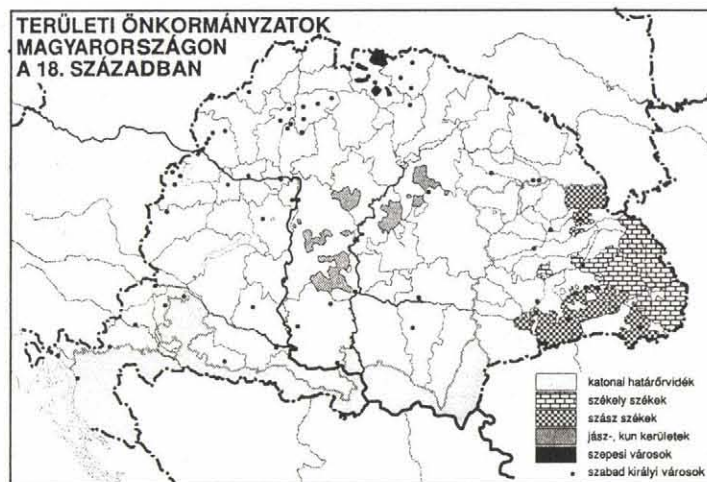 TERÜLETI ÖNKORMÁNYZATOK
MAGYARORSZÁGON
A 18. SZÁZADBAN
katonai határőrvidék
székely székek
szász székek
jász-, kun kerületek
szepesi városok
szabad királyi városok